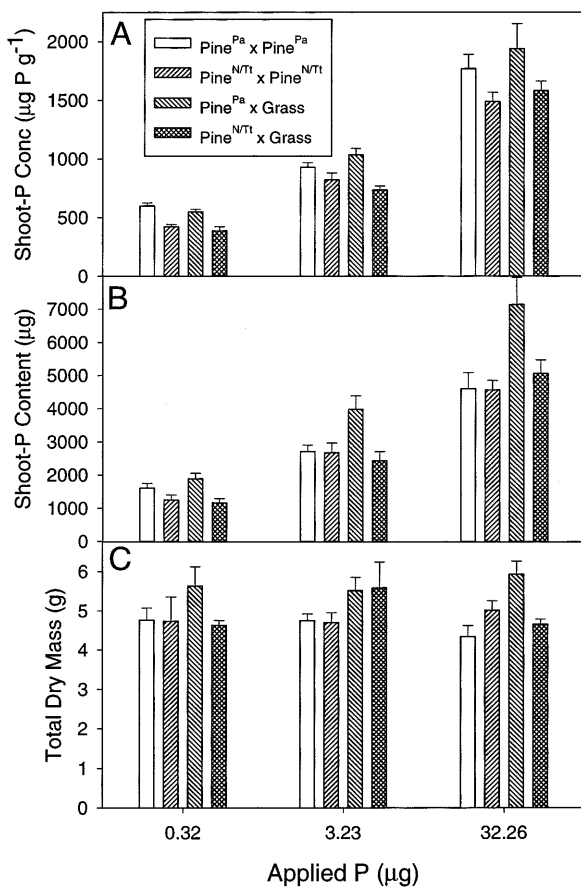 A
Pine^Pa x Pine^Pa
Pine^N/Tt x Pine^N/Tt
Pine^Pa x Grass
Pine^N/Tt x Grass
Shoot-P Conc (µg P g⁻¹)
2000
1500
1000
500
0
B
Shoot-P Content (µg)
7000
6000
5000
4000
3000
2000
1000
0
C
Total Dry Mass (g)
6
5
4
3
2
1
0
0.32 3.23 32.26
Applied P (µg)